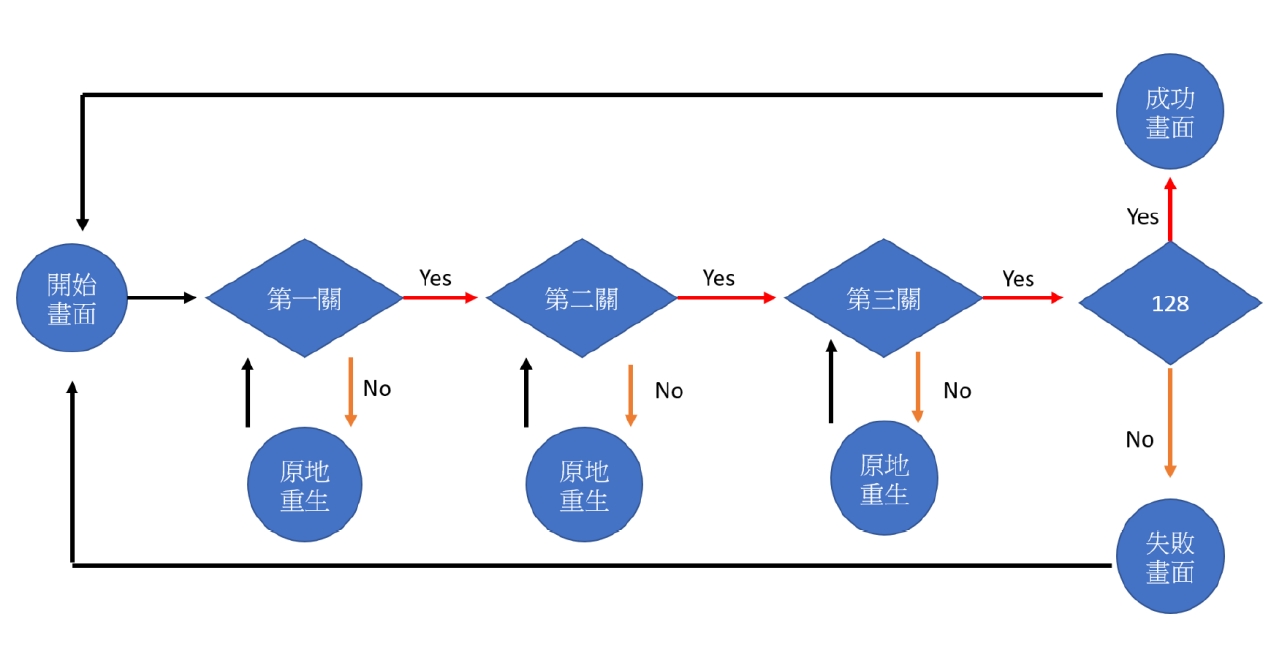 成功
畫面
Yes
開始
畫面
第一關
Yes
第二關
Yes
第三關
Yes
128
No
No
No
No
原地
重生
原地
重生
原地
重生
失敗
畫面